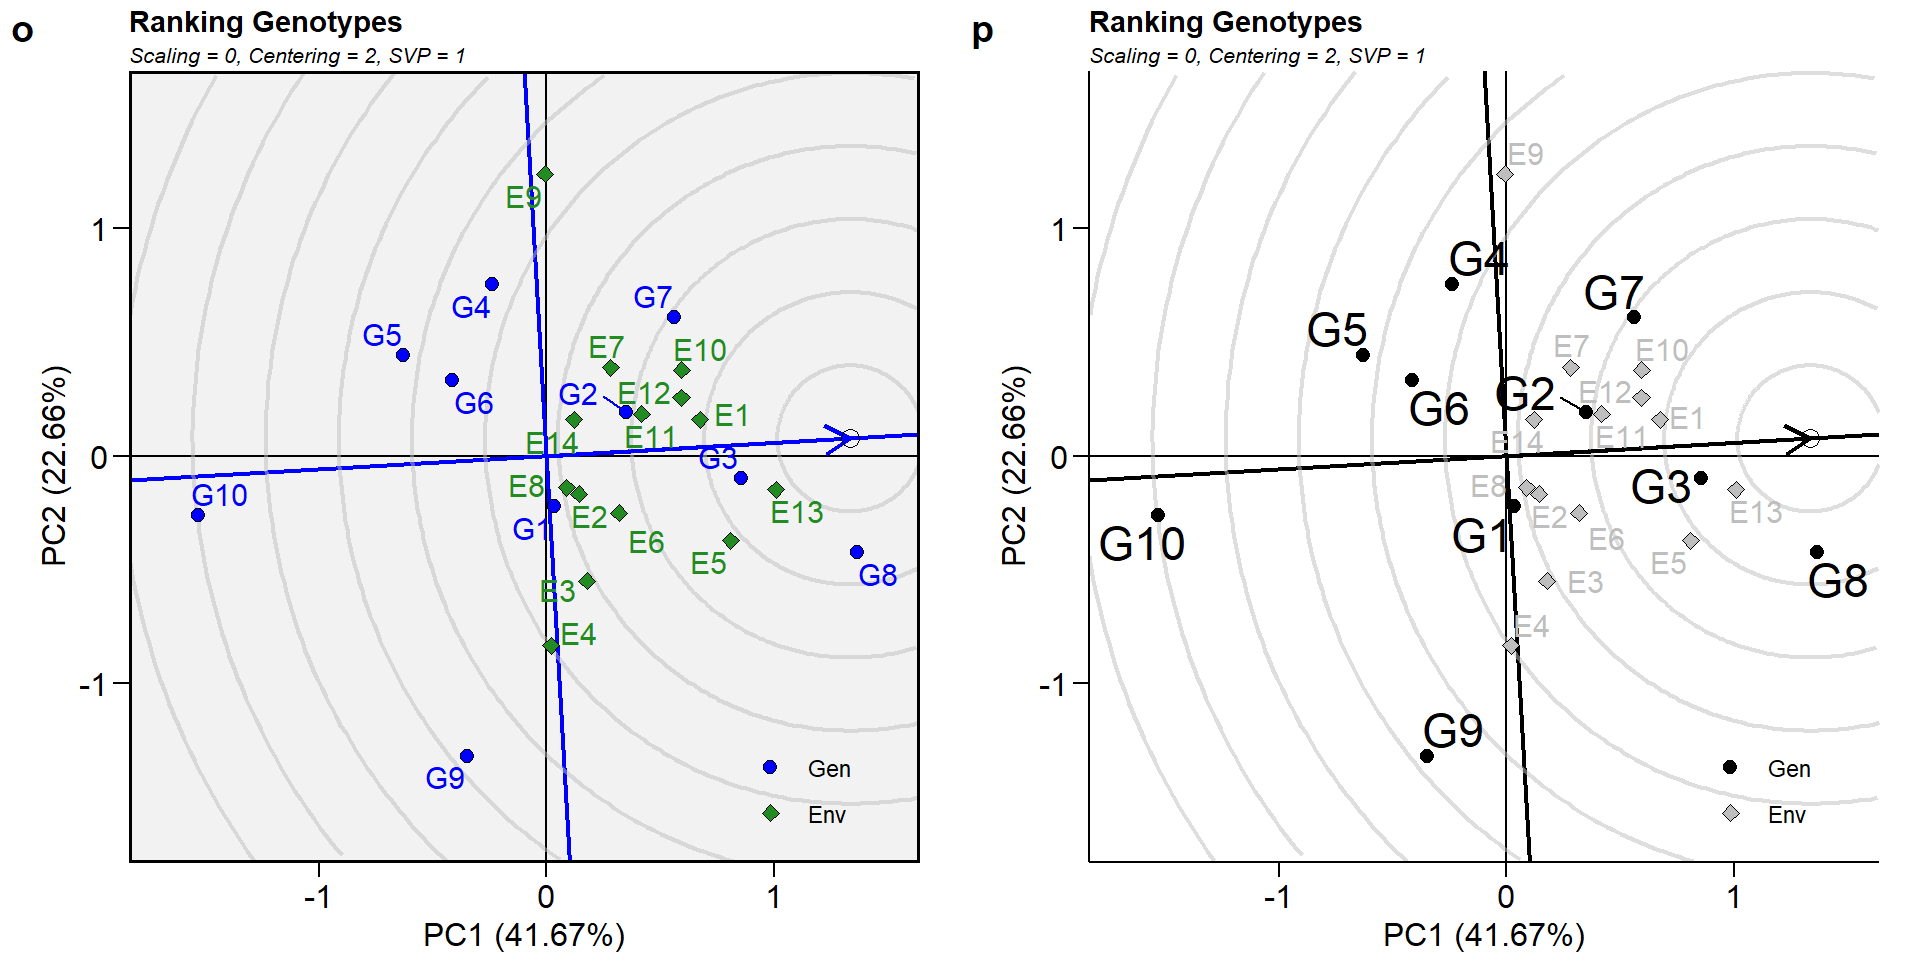 o
Ranking Genotypes
Scaling = 0, Centering = 2, SVP = 1
PC2 (22.66%)
1
0
-1
E9
G4
G7
G5
E7
E10
G6
G2
E12
E1
E14
E11
G3
G10
E8
E2
E13
G1
E6
E5
G8
E3
E4
G9
Gen
Env
-1
0
1
PC1 (41.67%)
p
Ranking Genotypes
Scaling = 0, Centering = 2, SVP = 1
PC2 (22.66%)
1
0
-1
E9
G4
G7
G5
E7
E10
G6
G2
E12
E1
E14
E11
G3
E8
E13
E2
G10
G1
E6
E5
G8
E3
E4
G9
Gen
Env
-1
0
1
PC1 (41.67%)